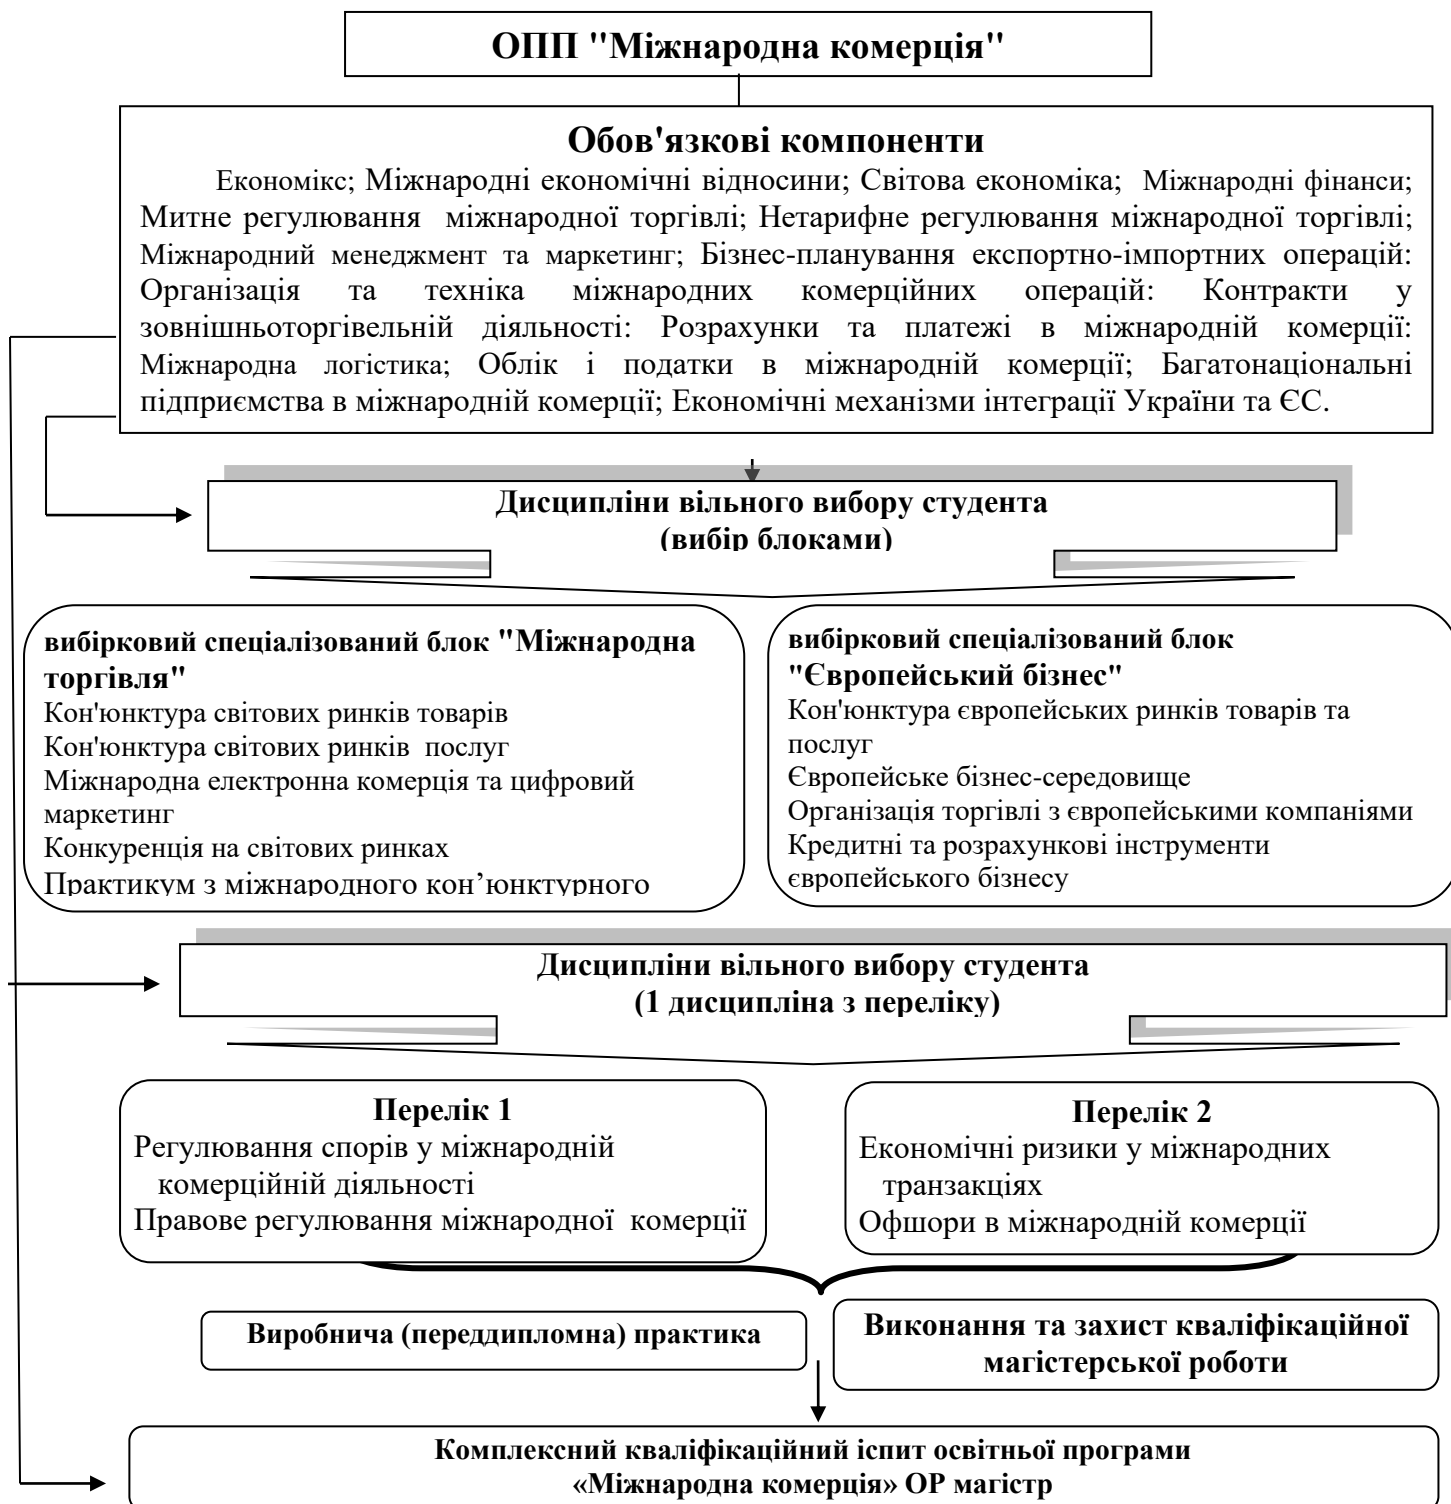 ОПП "Міжнародна комерція"
Обов'язкові компоненти
Економікс; Міжнародні економічні відносини; Світова економіка; Міжнародні фінанси;
Митне регулювання міжнародної торгівлі; Нетарифне регулювання міжнародної торгівлі;
Міжнародний менеджмент та маркетинг; Бізнес-планування експортно-імпортних операцій:
Організація та техніка міжнародних комерційних операцій: Контракти у
зовнішньоторгівельній діяльності: Розрахунки та платежі в міжнародній комерції:
Міжнародна логістика; Облік і податки в міжнародній комерції; Багатонаціональні
підприємства в міжнародній комерції; Економічні механізми інтеграції України та ЄС.
Дисципліни вільного вибору студента
(вибір блоками)
вибірковий спеціалізований блок "Міжнародна
торгівля"
Кон'юнктура світових ринків товарів
Кон'юнктура світових ринків послуг
Міжнародна електронна комерція та цифровий
маркетинг
Конкуренція на світових ринках
Практикум з міжнародного кон’юнктурного
вибірковий спеціалізований блок
"Європейський бізнес"
Кон'юнктура європейських ринків товарів та
послуг
Європейське бізнес-середовище
Організація торгівлі з європейськими компаніями
Кредитні та розрахункові інструменти
європейського бізнесу
Дисципліни вільного вибору студента
(1 дисципліна з переліку)
Перелік 1
Регулювання спорів у міжнародній
комерційній діяльності
Правове регулювання міжнародної комерції
Перелік 2
Економічні ризики у міжнародних
транзакціях
Офшори в міжнародній комерції
Виробнича (переддипломна) практика
Виконання та захист кваліфікаційної
магістерської роботи
Комплексний кваліфікаційний іспит освітньої програми
«Міжнародна комерція» ОР магістр